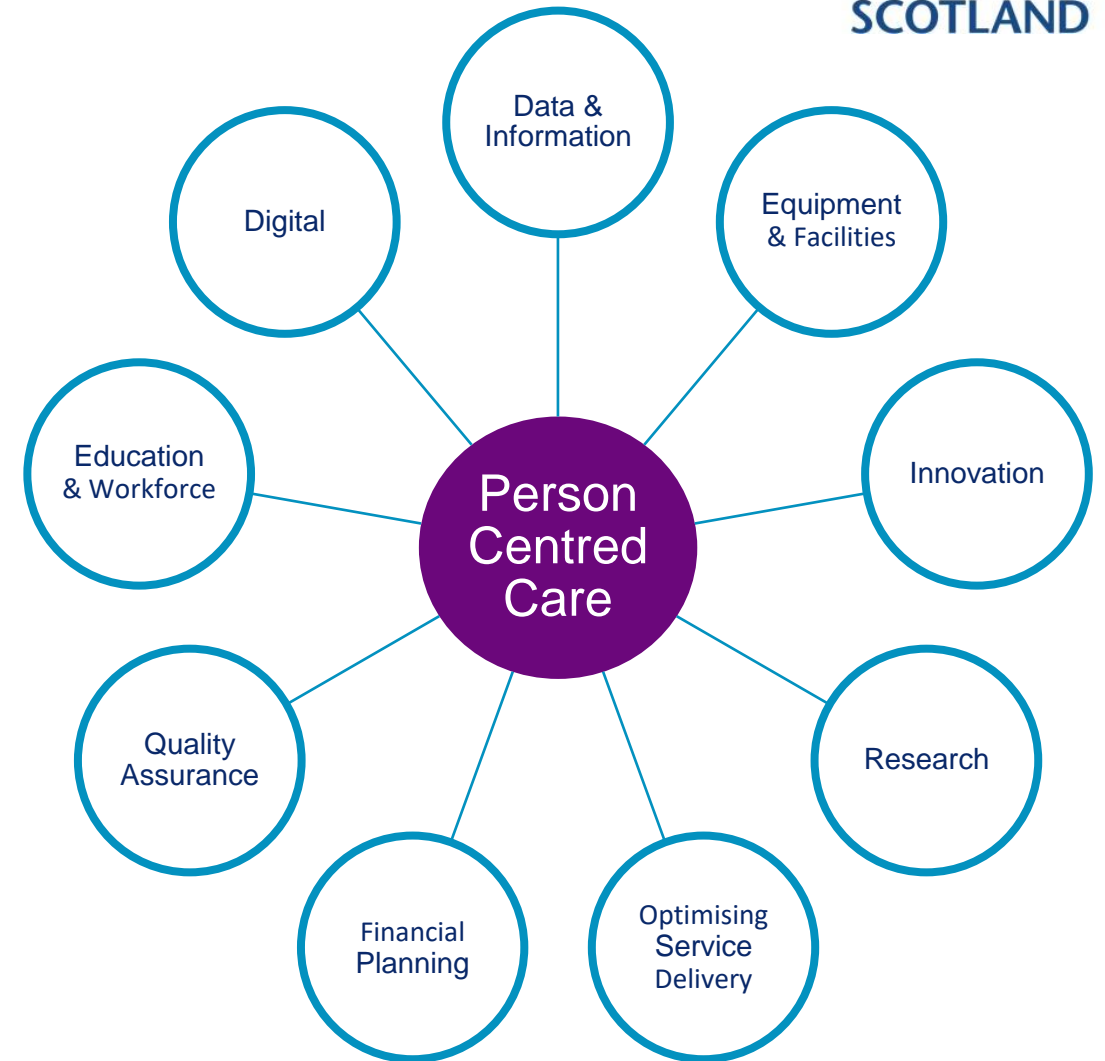 SCOTLAND
Data &
Information
Equipment
& Facilities
Innovation
Research
Optimising
Service
Delivery
Financial
Planning
Quality
Assurance
Education
& Workforce
Digital
Person
Centred
Care